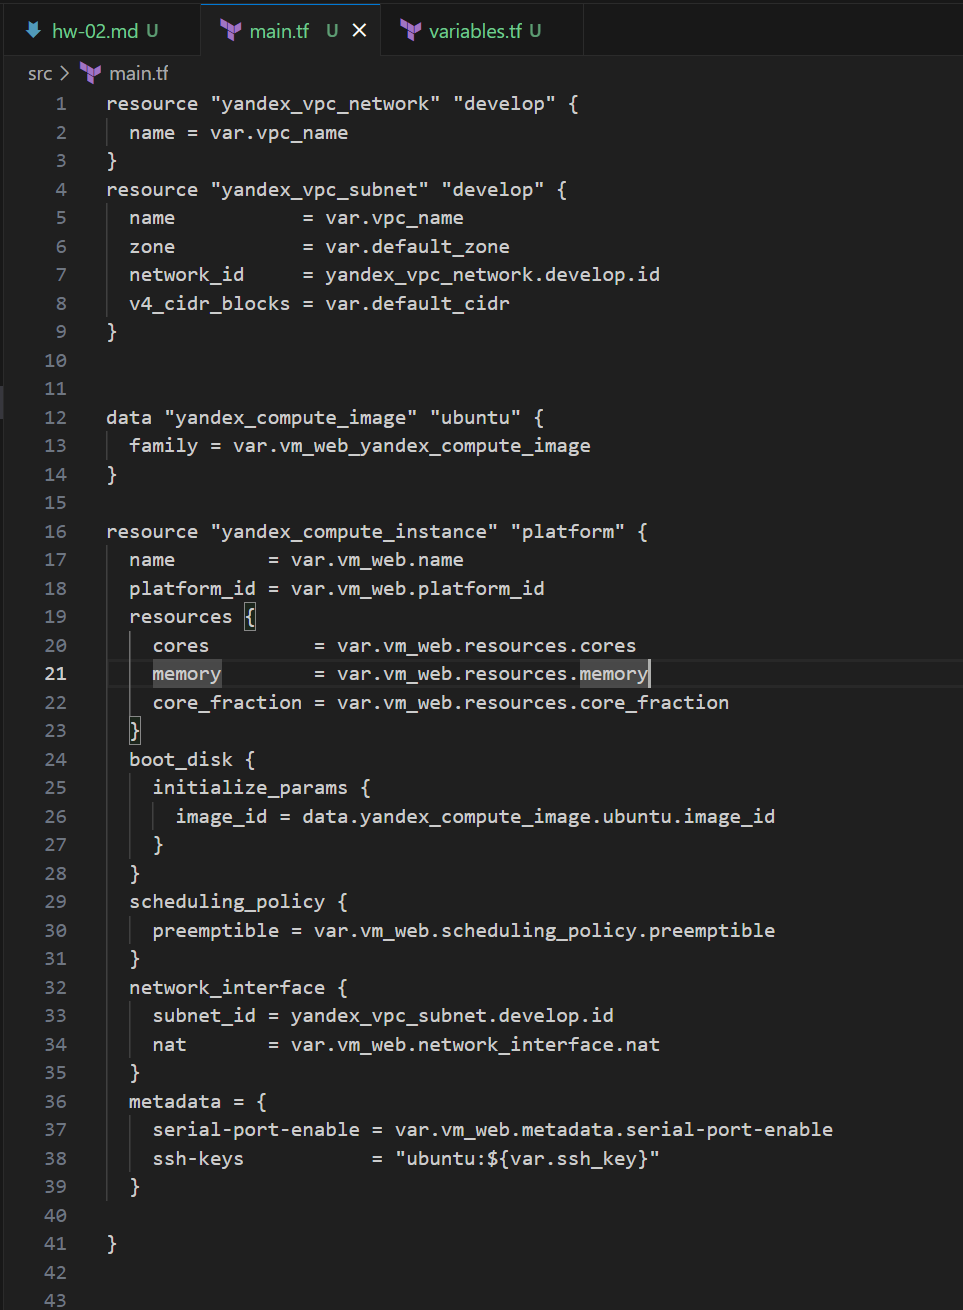 hw-02.md U main.tf U variables.tf U
src > main.tf
1 resource "yandex_vpc_network" "develop" {
2   name = var.vpc_name
3 }
4 resource "yandex_vpc_subnet" "develop" {
5   name           = var.vpc_name
6   zone           = var.default_zone
7   network_id     = yandex_vpc_network.develop.id
8   v4_cidr_blocks = var.default_cidr
9 }
10
11
12 data "yandex_compute_image" "ubuntu" {
13   family = var.vm_web_yandex_compute_image
14 }
15
16 resource "yandex_compute_instance" "platform" {
17   name        = var.vm_web.name
18   platform_id = var.vm_web.platform_id
19   resources {
20     cores         = var.vm_web.resources.cores
21     memory        = var.vm_web.resources.memory
22     core_fraction = var.vm_web.resources.core_fraction
23   }
24   boot_disk {
25     initialize_params {
26       image_id = data.yandex_compute_image.ubuntu.image_id
27     }
28   }
29   scheduling_policy {
30     preemptible = var.vm_web.scheduling_policy.preemptible
31   }
32   network_interface {
33     subnet_id = yandex_vpc_subnet.develop.id
34     nat       = var.vm_web.network_interface.nat
35   }
36   metadata = {
37     serial-port-enable = var.vm_web.metadata.serial-port-enable
38     ssh-keys           = "ubuntu:${var.ssh_key}"
39   }
40
41 }
42
43